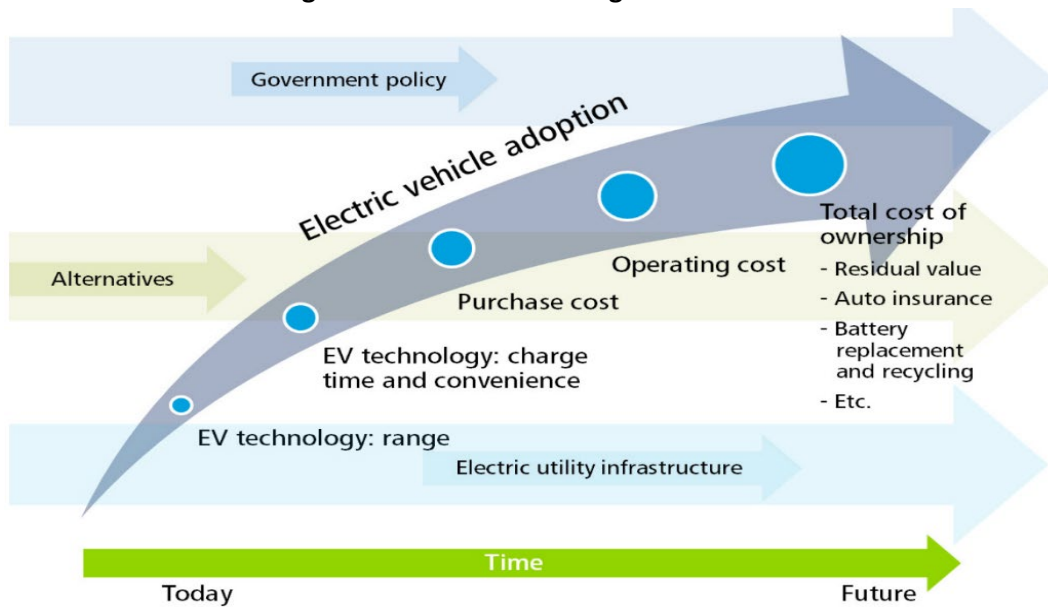 Government policy
Electric vehicle adoption
Alternatives
Total cost of
ownership
- Residual value
- Auto insurance
- Battery
replacement
and recycling
- Etc.
Operating cost
Purchase cost
EV technology: charge
time and convenience
EV technology: range
Electric utility infrastructure
Time
Today
Future